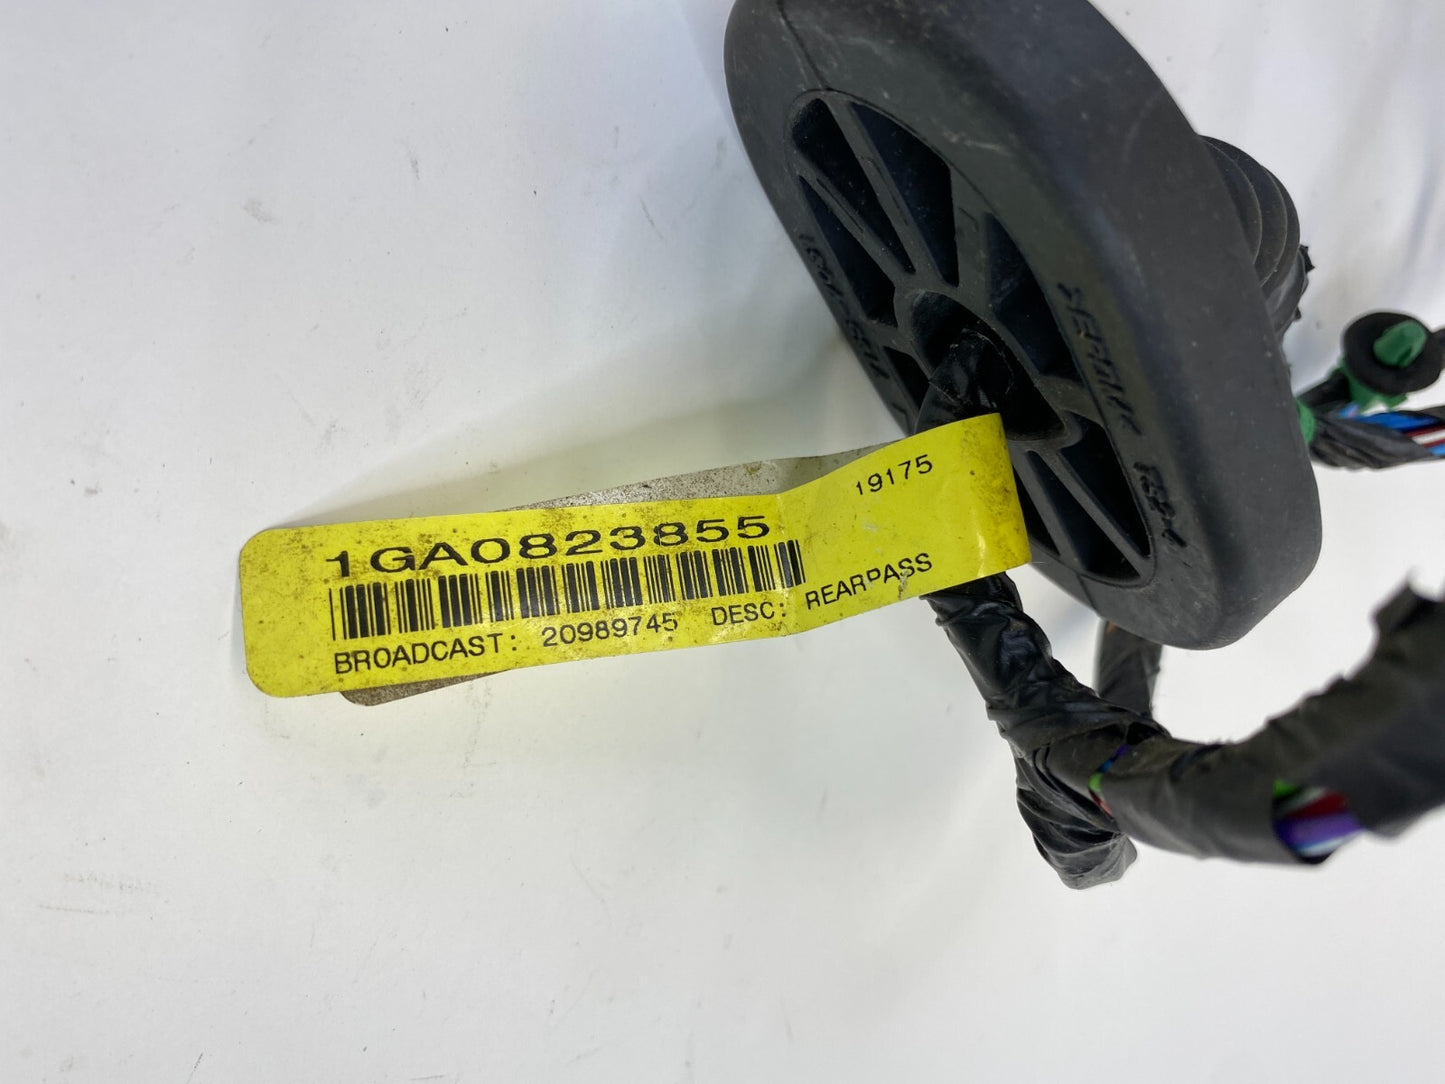 19175
1GA0823855
BROADCAST: 20989745 DESC: REARPASS